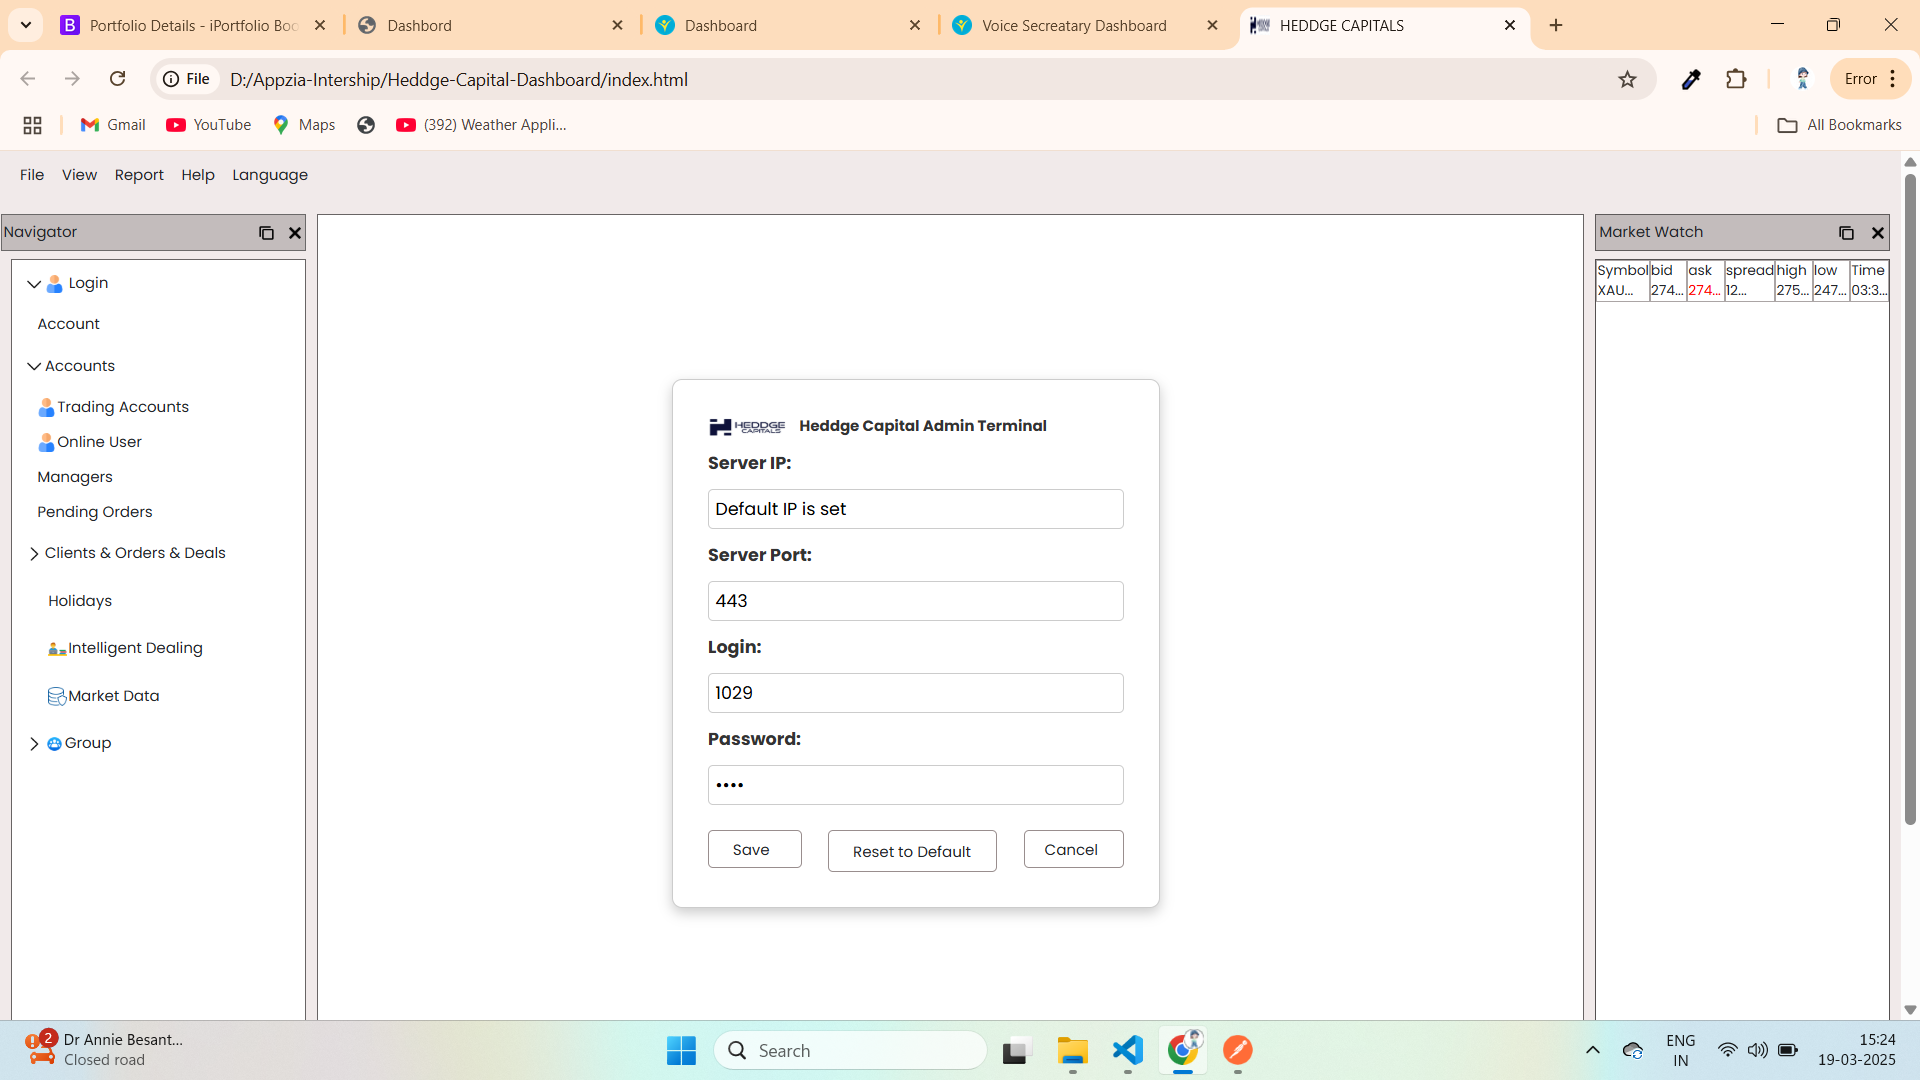 Portfolio Details - iPortfolio Boo
Dashbord
Dashboard
Voice Secreatary Dashboard
HEDDGE CAPITALS
File
D:/Appzia-Intership/Heddge-Capital-Dashboard/index.html
Error
Gmail
YouTube
Maps
(392) Weather Appli...
All Bookmarks
File View Report Help Language
Navigator
Login
Account
Accounts
Trading Accounts
Online User
Managers
Pending Orders
Clients & Orders & Deals
Holidays
Intelligent Dealing
Market Data
Group
HEDDGE
CAPITALS
Heddge Capital Admin Terminal
Server IP:
Default IP is set
Server Port:
443
Login:
1029
Password:
••••
Save
Reset to Default
Cancel
Market Watch
Symbol bid ask spread high low Time
XAU... 274... 274... 12... 275... 247... 03:3...
2
Dr Annie Besant...
Closed road
Search
ENG
IN
15:24
19-03-2025